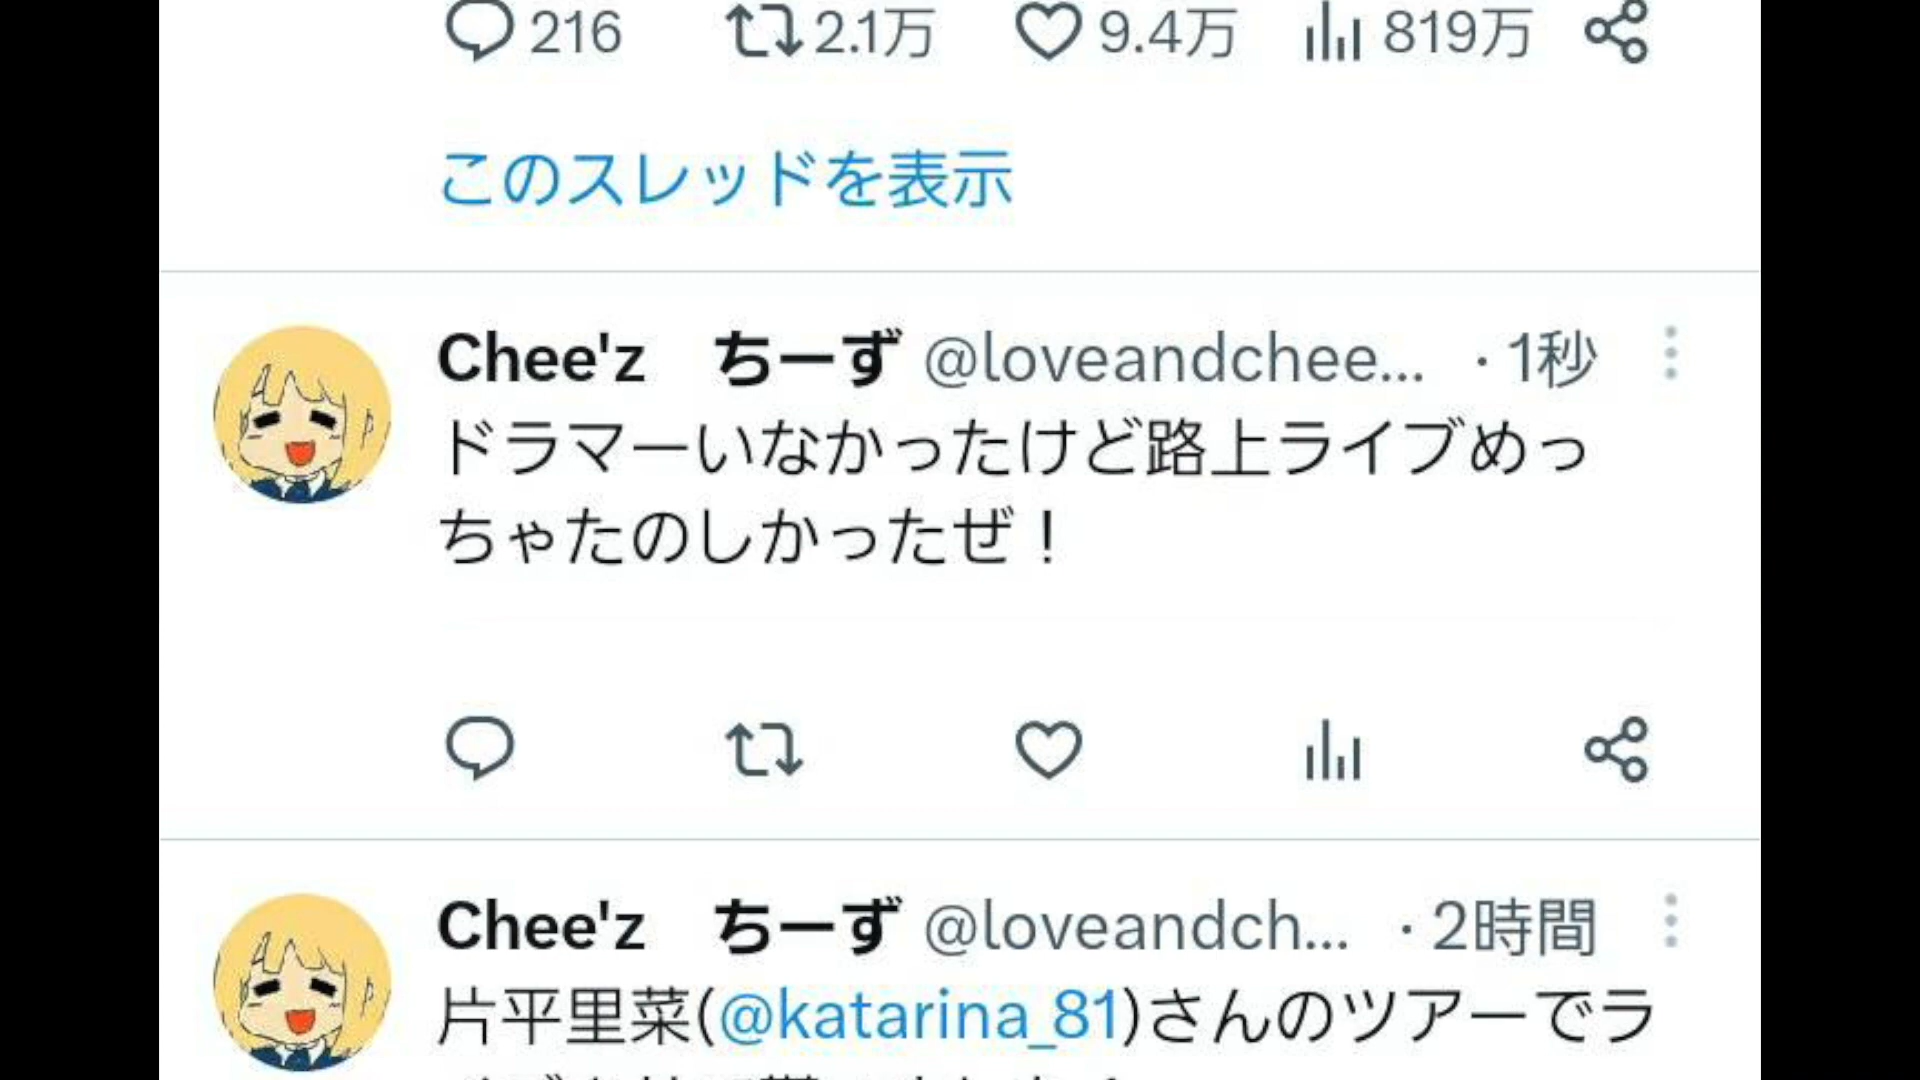 216 2.1万 9.4万 819万
このスレッドを表示
Chee'z　ちーず @loveandchee... ·1秒
ドラマーいなかったけど路上ライブめっ
ちゃたのしかったぜ！
Chee'z　ちーず @loveandch... ·2時間
片平里菜(@katarina_81)さんのツアーでラ